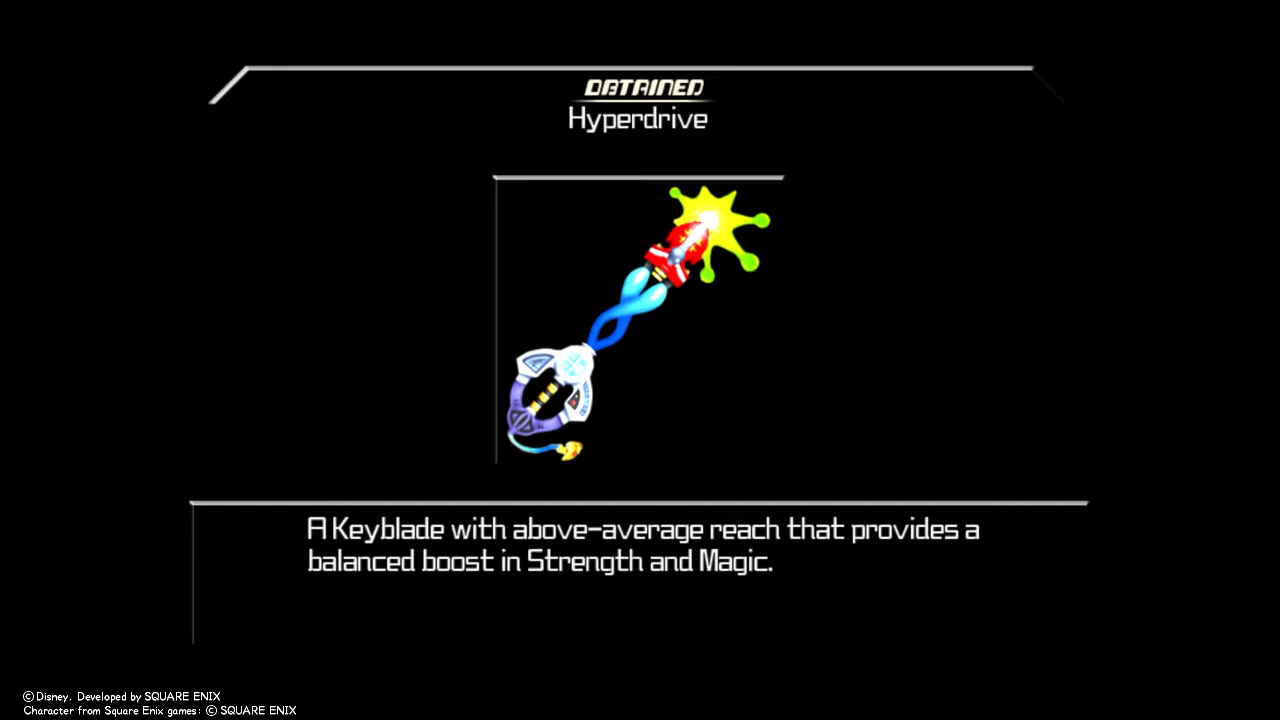 OBTAINED
Hyperdrive
A Keyblade with above-average reach that provides a
balanced boost in Strength and Magic.
©Disney. Developed by SQUARE ENIX
Character from Square Enix games: © SQUARE ENIX